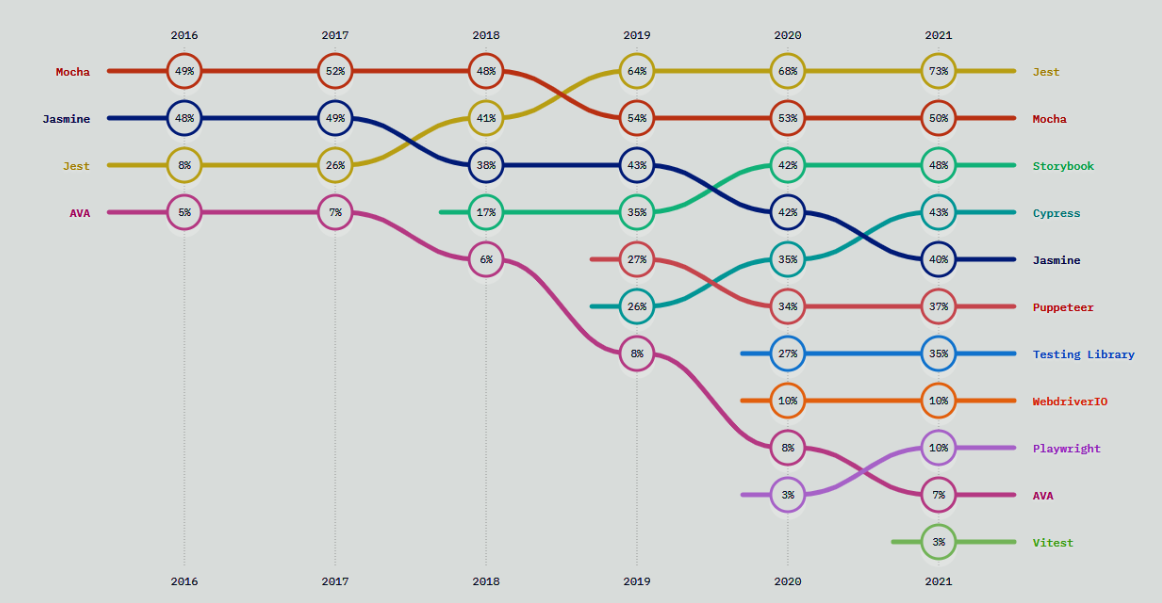 2016 2017 2018 2019 2020 2021
Mocha 49% 52% 48% 64% 68% 73% Jest
Jasmine 48% 49% 41% 54% 53% 50% Mocha
Jest 8% 26% 38% 43% 42% 48% Storybook
AVA 5% 7% 17% 35% 42% 43% Cypress
6% 27% 35% 40% Jasmine
26% 34% 37% Puppeteer
8% 27% 35% Testing Library
10% 10% WebdriverIO
8% 10% Playwright
3% 7% AVA
3% Vitest
2016 2017 2018 2019 2020 2021